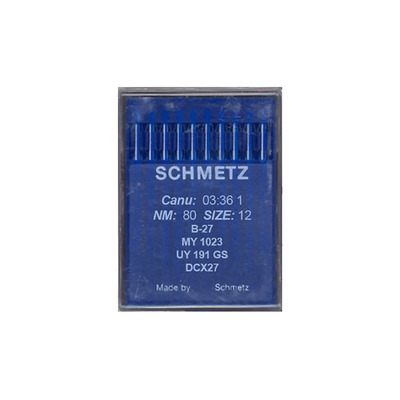 SCHMETZ
Canu: 03:36 1
NM: 80 SIZE: 12
B-27
MY 1023
UY 191 GS
DCX27
Made by Schmetz